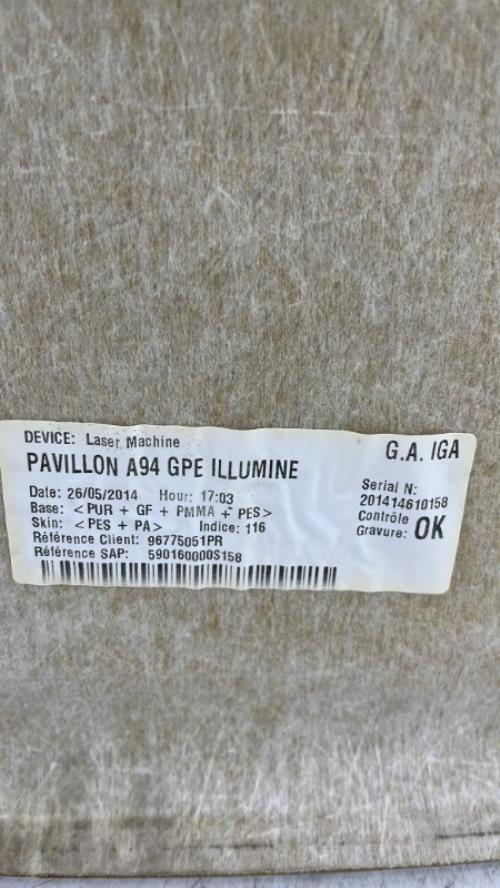 DEVICE: Laser Machine
G.A. IGA
PAVILLON A94 GPE ILLUMINE
Date: 26/05/2014 Hour: 17:03
Base: <PUR + GF + PMMA + PES>
Skin: <PES + PA> Indice: 116
Référence Client: 96775051PR
Référence SAP: 590160000S158
Serial N:
201414610158
Contrôle
Gravure: OK